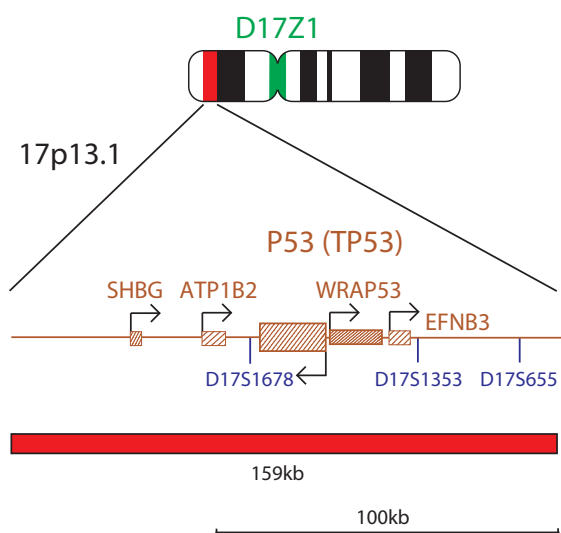 D17Z1
17p13.1
P53 (TP53)
SHBG ATP1B2 WRAP53
EFNB3
D17S1678 D17S1353 D17S655
159kb
100kb